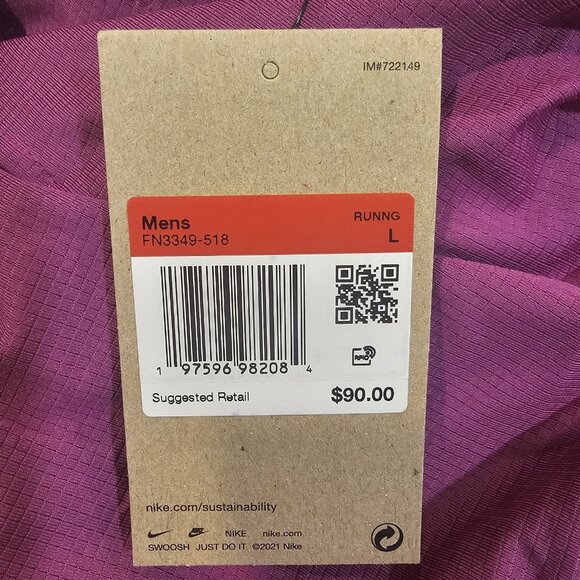 IM#722149
Mens RUNNG
FN3349-518 L
1 97596 98208 4
RFID
Suggested Retail $90.00
nike.com/sustainability
NIKE nike.com
SWOOSH JUST DO IT ©2021 Nike